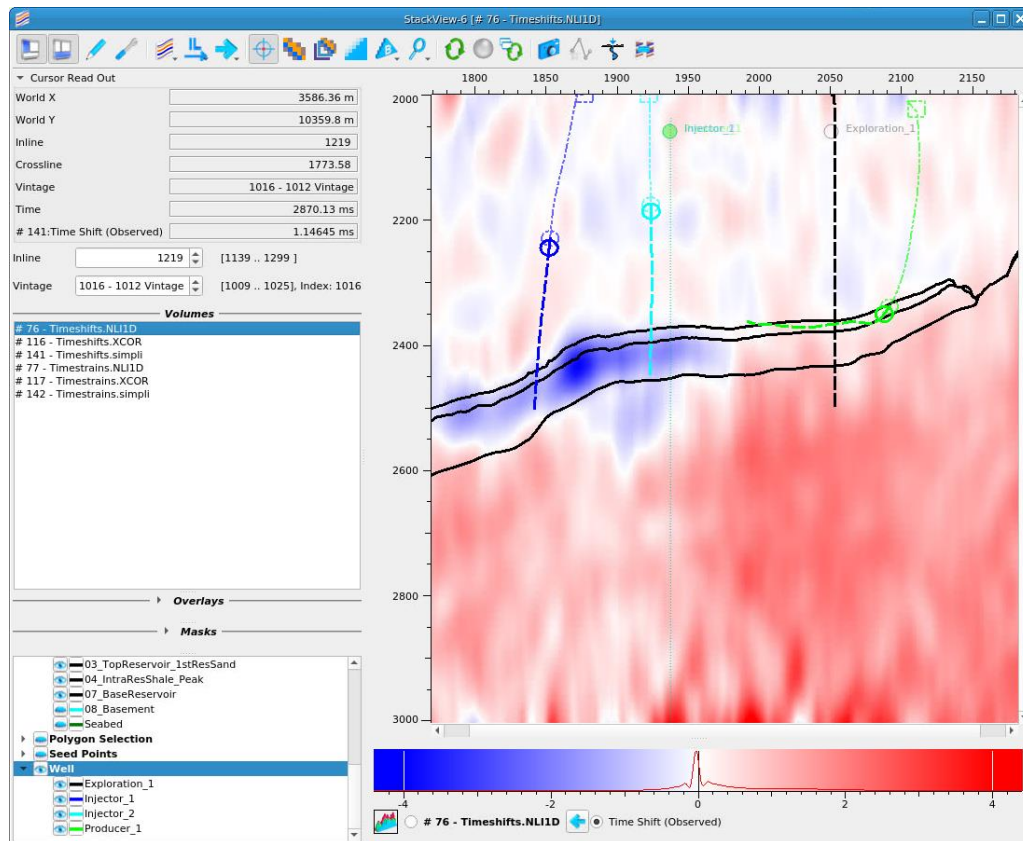 StackView-6 [# 76 - Timeshifts.NLI1D]
Cursor Read Out
World X 3586.36 m
World Y 10359.8 m
Inline 1219
Crossline 1773.58
Vintage 1016 - 1012 Vintage
Time 2870.13 ms
# 141:Time Shift (Observed) 1.14645 ms
Inline 1219 [1139 .. 1299 ]
Vintage 1016 - 1012 Vintage [1009 .. 1025], Index: 1016
Volumes
# 76 - Timeshifts.NLI1D
# 116 - Timeshifts.XCOR
# 141 - Timeshifts.simpli
# 77 - Timestrains.NLI1D
# 117 - Timestrains.XCOR
# 142 - Timestrains.simpli
Overlays
Masks
03_TopReservoir_1stResSand
04_IntraResShale_Peak
07_BaseReservoir
08_Basement
Seabed
Polygon Selection
Seed Points
Well
Exploration_1
Injector_1
Injector_2
Producer_1
1800 1850 1900 1950 2000 2050 2100 2150
2000
2200
2400
2600
2800
3000
Exploration_1
-4 -2 0 2 4
# 76 - Timeshifts.NLI1D Time Shift (Observed)